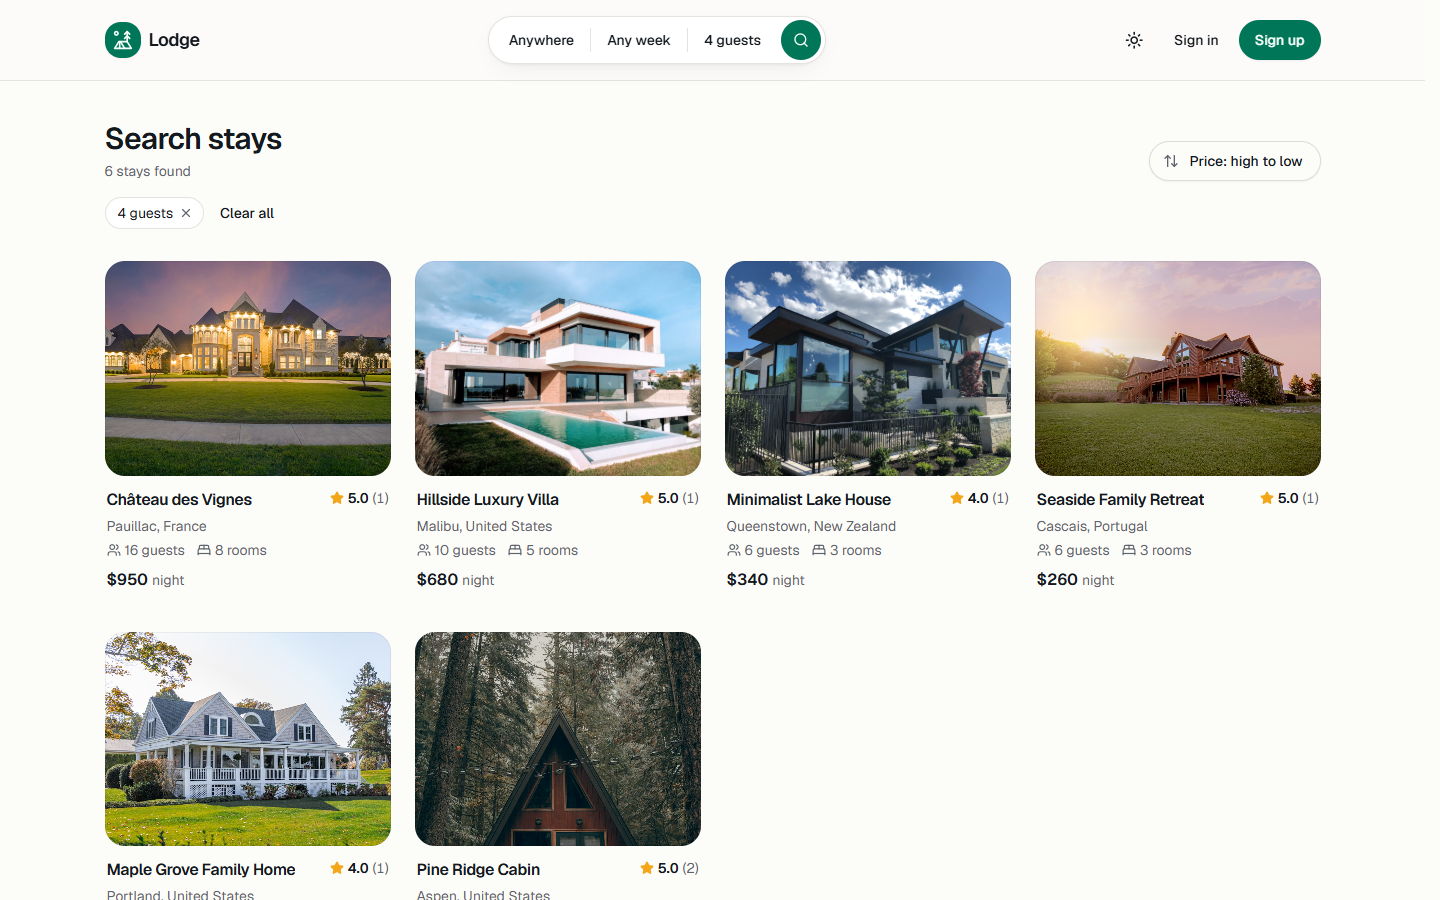 Lodge
Anywhere
Any week
4 guests
Sign in
Sign up
Search stays
6 stays found
Price: high to low
4 guests
Clear all
Château des Vignes
5.0 (1)
Pauillac, France
16 guests
8 rooms
$950 night
Hillside Luxury Villa
5.0 (1)
Malibu, United States
10 guests
5 rooms
$680 night
Minimalist Lake House
4.0 (1)
Queenstown, New Zealand
6 guests
3 rooms
$340 night
Seaside Family Retreat
5.0 (1)
Cascais, Portugal
6 guests
3 rooms
$260 night
Maple Grove Family Home
4.0 (1)
Portland, United States
Pine Ridge Cabin
5.0 (2)
Aspen, United States